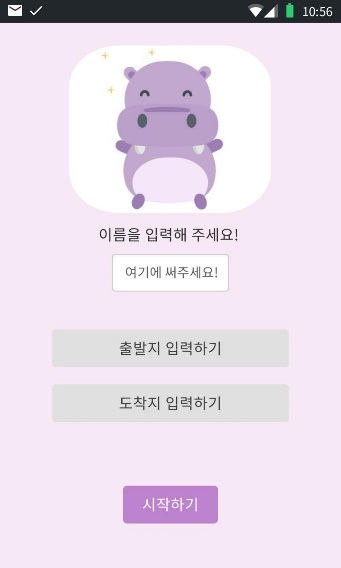 10:56
이름을 입력해 주세요!
여기에 써주세요!
출발지 입력하기
도착지 입력하기
시작하기